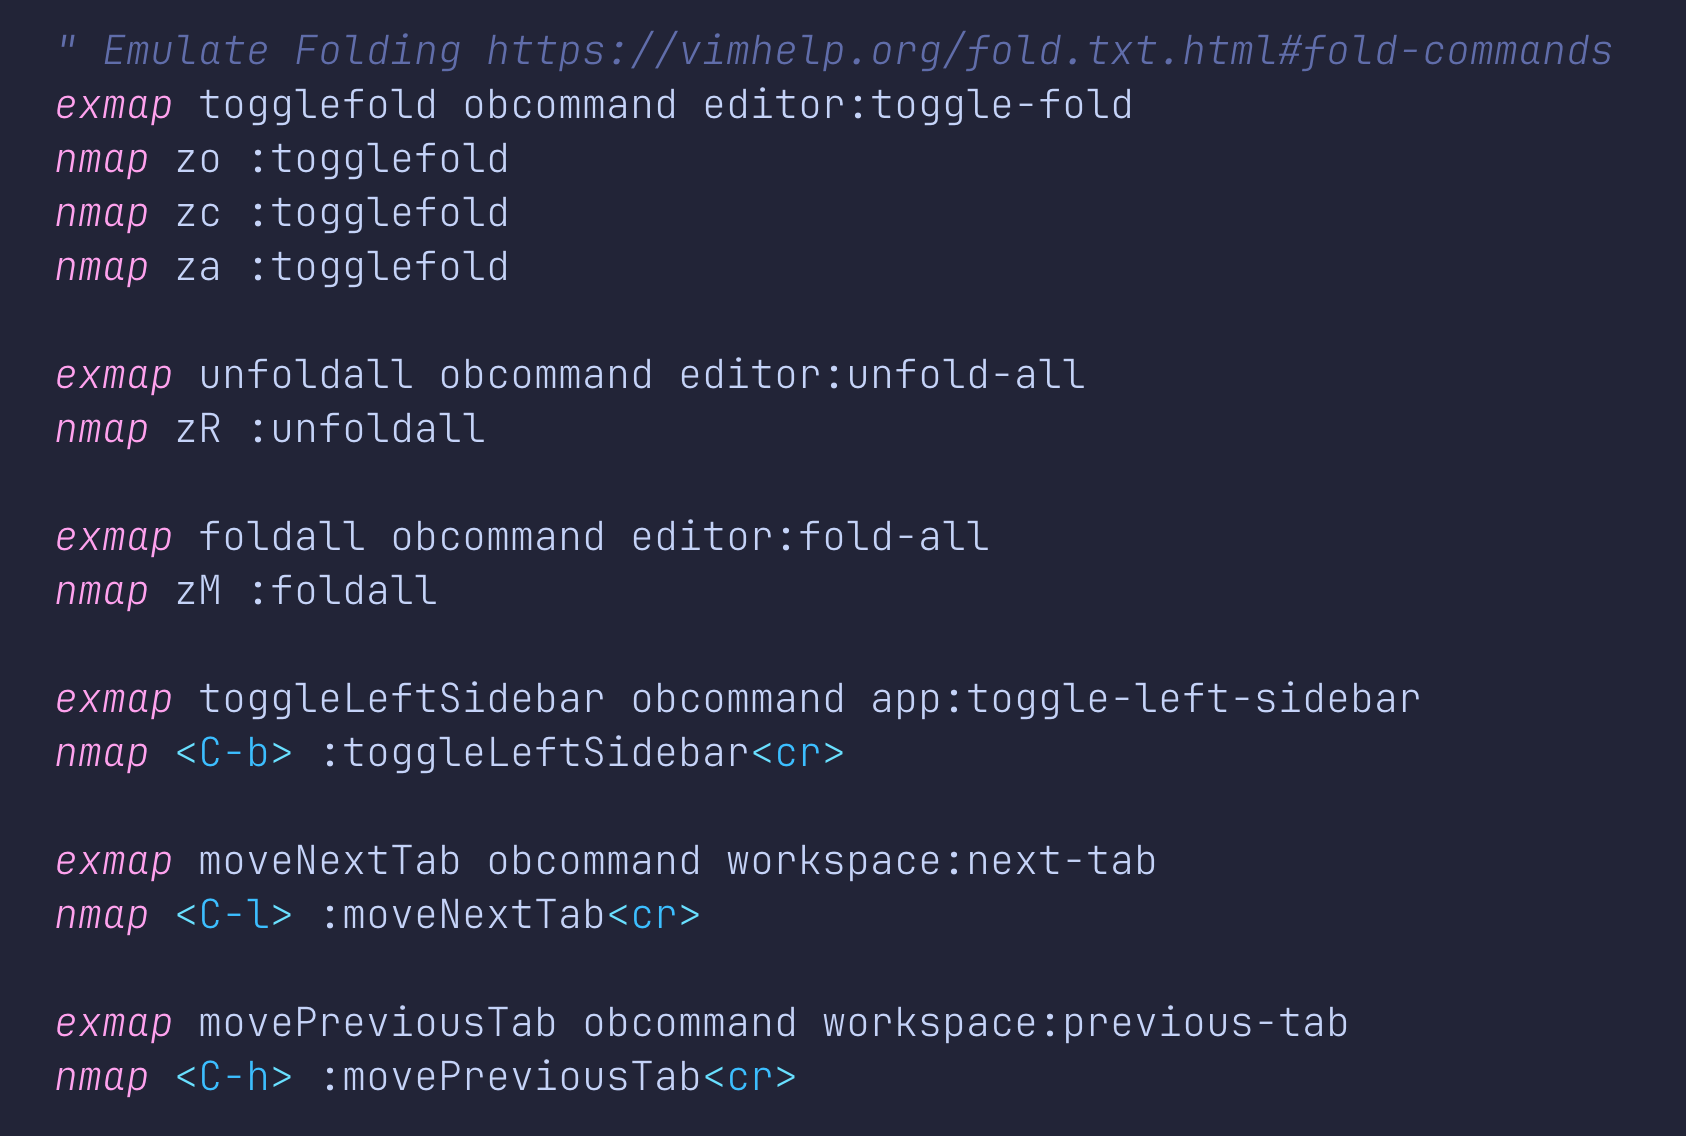 " Emulate Folding https://vimhelp.org/fold.txt.html#fold-commands
exmap togglefold obcommand editor:toggle-fold
nmap zo :togglefold
nmap zc :togglefold
nmap za :togglefold
exmap unfoldall obcommand editor:unfold-all
nmap zR :unfoldall
exmap foldall obcommand editor:fold-all
nmap zM :foldall
exmap toggleLeftSidebar obcommand app:toggle-left-sidebar
nmap <C-b> :toggleLeftSidebar<cr>
exmap moveNextTab obcommand workspace:next-tab
nmap <C-l> :moveNextTab<cr>
exmap movePreviousTab obcommand workspace:previous-tab
nmap <C-h> :movePreviousTab<cr>